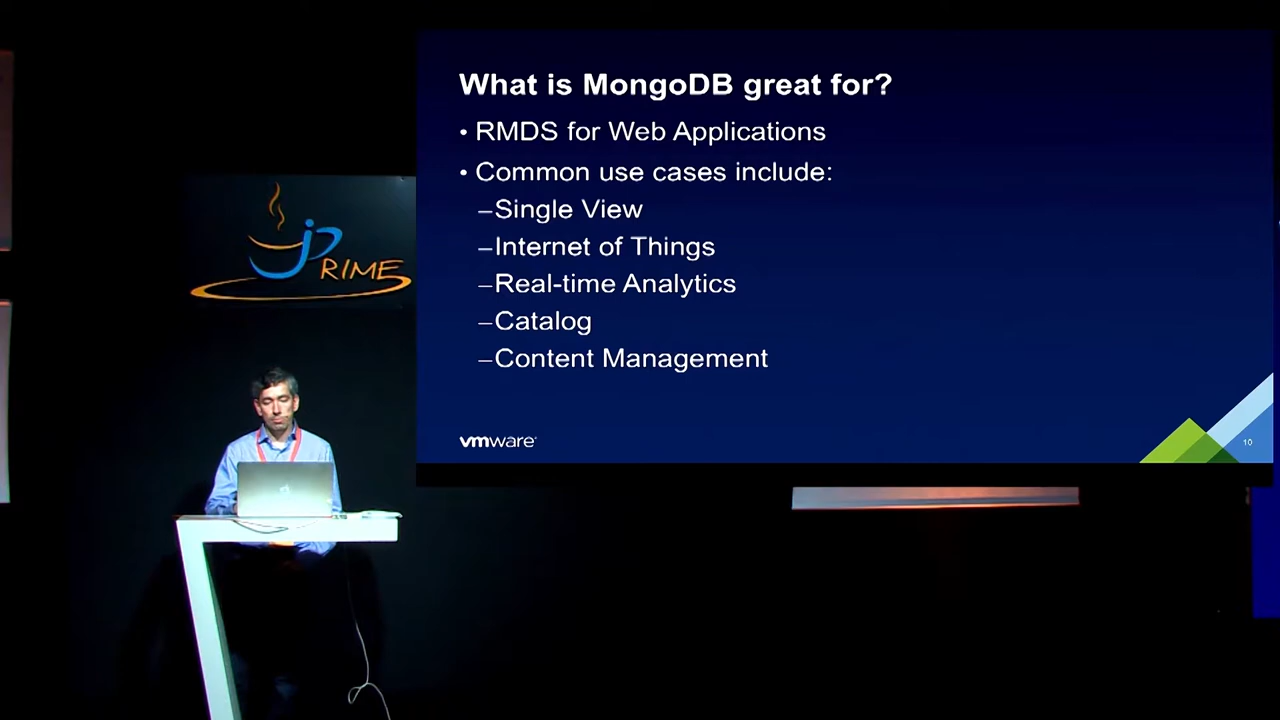 What is MongoDB great for?
• RMDS for Web Applications
• Common use cases include:
–Single View
–Internet of Things
–Real-time Analytics
–Catalog
–Content Management
vmware
10
jPRIME